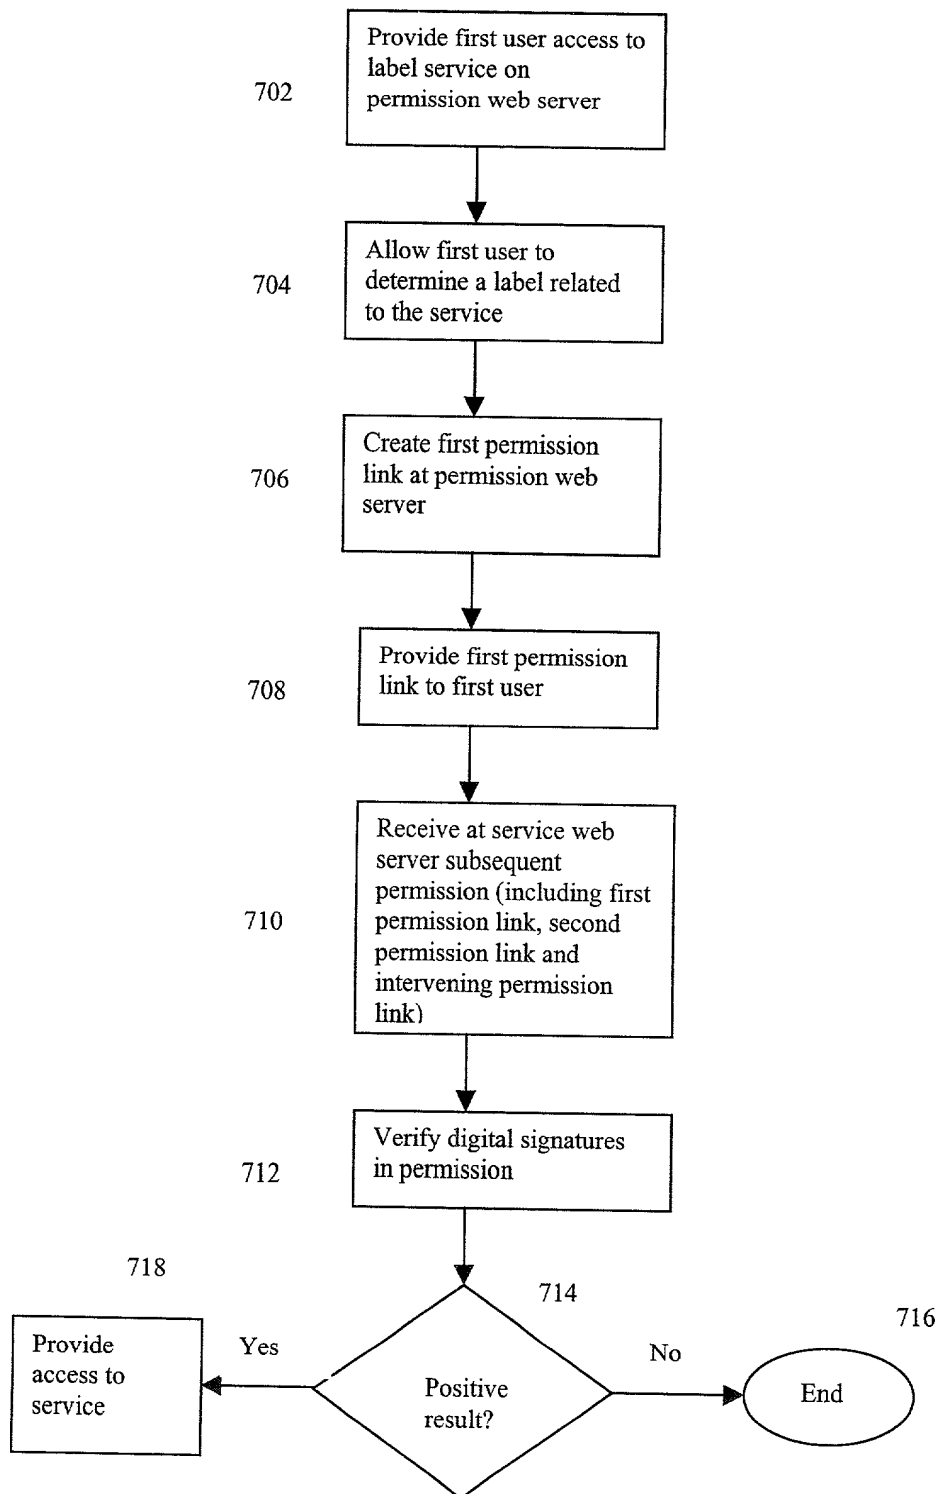 Provide first user access to
label service on
permission web server
702
Allow first user to
determine a label related
to the service
704
Create first permission
link at permission web
server
706
Provide first permission
link to first user
708
Receive at service web
server subsequent
permission (including first
permission link, second
permission link and
intervening permission
link)
710
Verify digital signatures
in permission
712
718
714
716
Provide
access to
service
Yes
Positive
result?
No
End